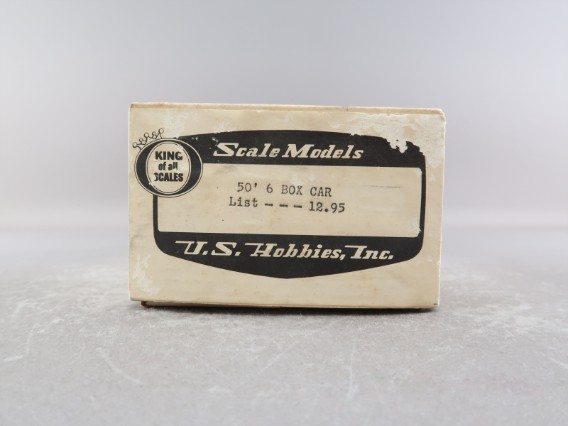 KING
of all
SCALES
Scale Models
50' 6 BOX CAR
List - - - 12.95
U.S. Hobbies, Inc.